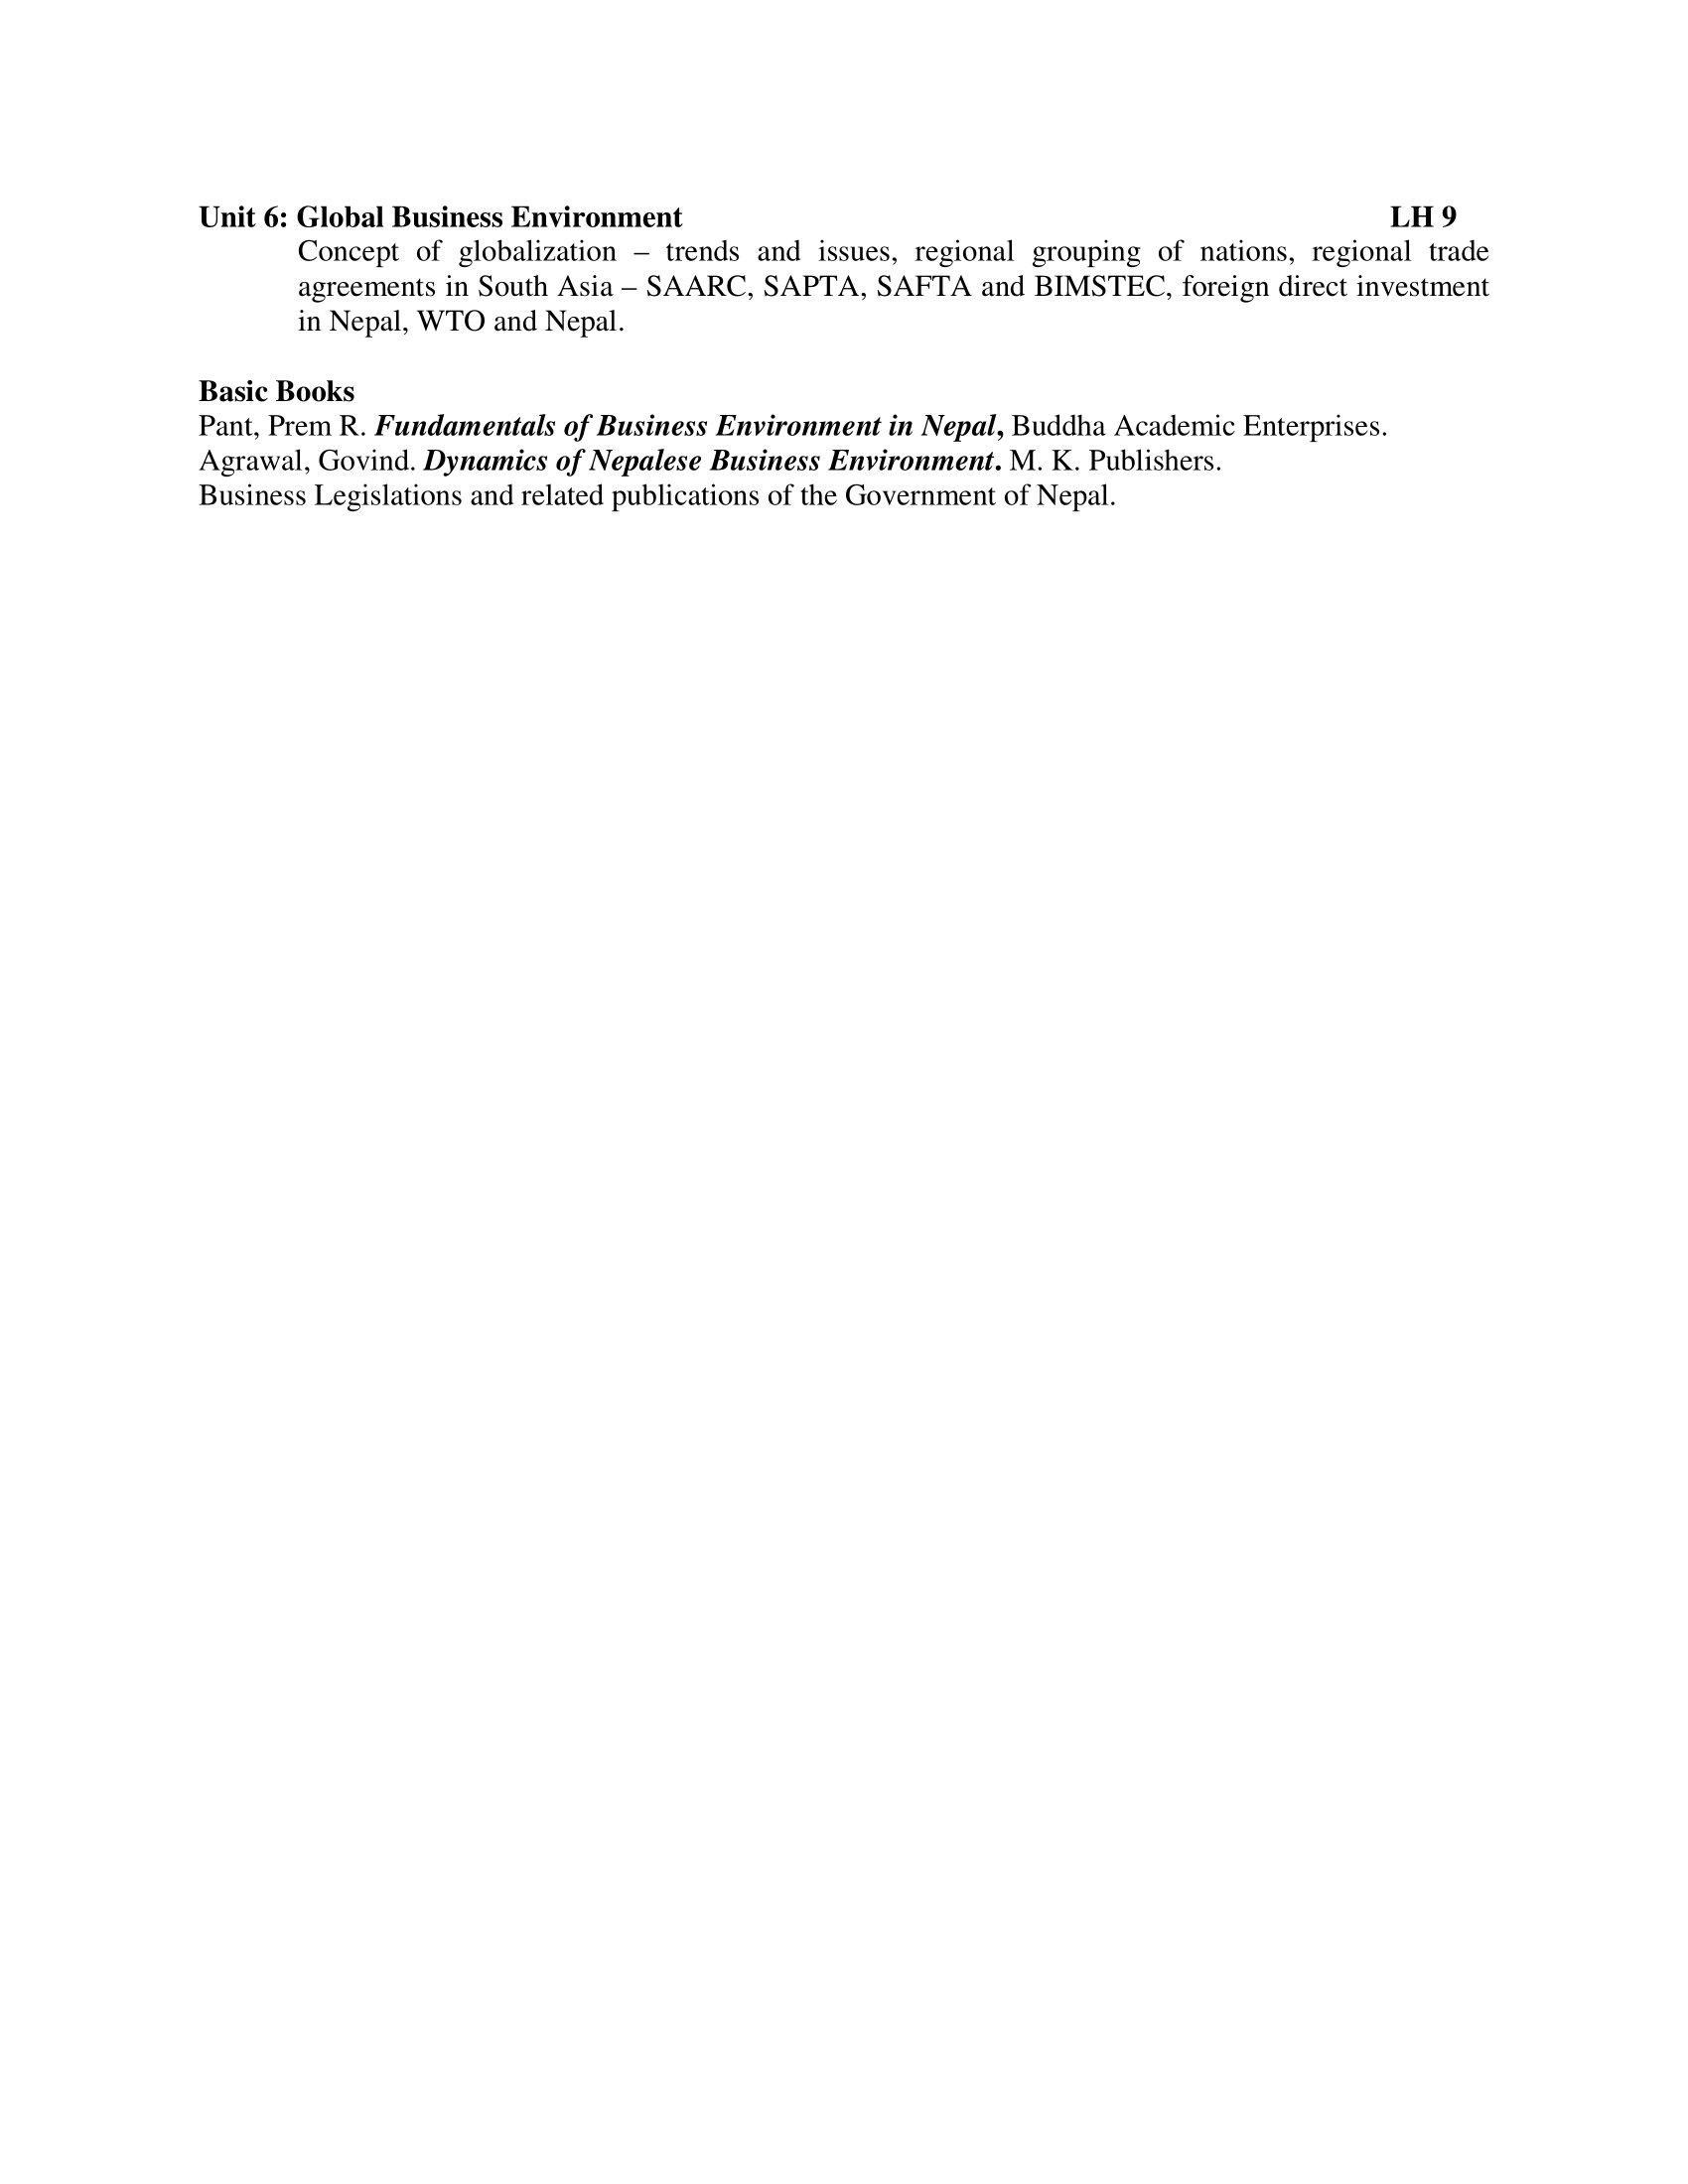 Unit 6: Global Business Environment LH 9
Concept of globalization – trends and issues, regional grouping of nations, regional trade
agreements in South Asia – SAARC, SAPTA, SAFTA and BIMSTEC, foreign direct investment
in Nepal, WTO and Nepal.
Basic Books
Pant, Prem R. Fundamentals of Business Environment in Nepal, Buddha Academic Enterprises.
Agrawal, Govind. Dynamics of Nepalese Business Environment. M. K. Publishers.
Business Legislations and related publications of the Government of Nepal.